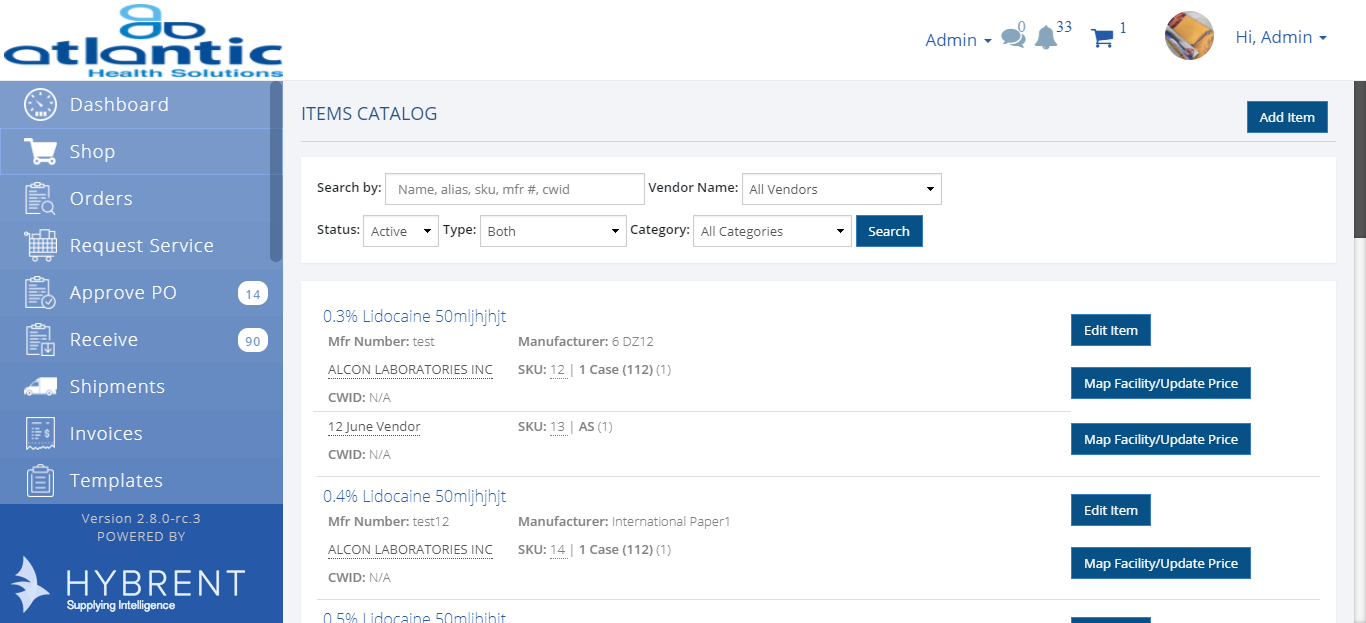 atlantic
Health Solutions
Admin
0
33
1
Hi, Admin
Dashboard
Shop
Orders
Request Service
Approve PO 14
Receive 90
Shipments
Invoices
Templates
Version 2.8.0-rc.3
POWERED BY
HYBRENT
Supplying Intelligence
ITEMS CATALOG
Add Item
Search by: Name, alias, sku, mfr #, cwid Vendor Name: All Vendors
Status: Active Type: Both Category: All Categories Search
0.3% Lidocaine 50mljhjhjt
Edit Item
Mfr Number: test Manufacturer: 6 DZ12
ALCON LABORATORIES INC SKU: 12 | 1 Case (112) (1)
Map Facility/Update Price
CWID: N/A
12 June Vendor SKU: 13 | AS (1)
Map Facility/Update Price
CWID: N/A
0.4% Lidocaine 50mljhjhjt
Edit Item
Mfr Number: test12 Manufacturer: International Paper1
ALCON LABORATORIES INC SKU: 14 | 1 Case (112) (1)
Map Facility/Update Price
CWID: N/A
0.5% Lidocaine 50mljhjhjt